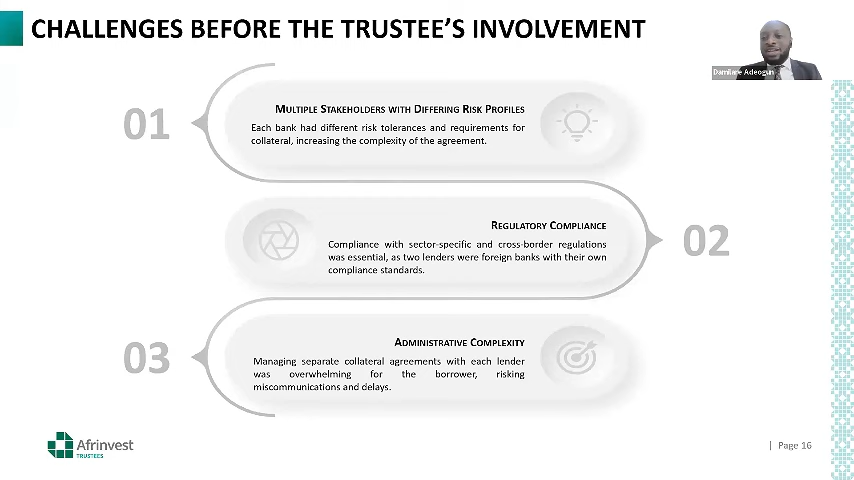 CHALLENGES BEFORE THE TRUSTEE'S INVOLVEMENT
Damilare Adeogun
01
MULTIPLE STAKEHOLDERS WITH DIFFERING RISK PROFILES
Each bank had different risk tolerances and requirements for
collateral, increasing the complexity of the agreement.
REGULATORY COMPLIANCE
Compliance with sector-specific and cross-border regulations
was essential, as two lenders were foreign banks with their own
compliance standards.
02
03
ADMINISTRATIVE COMPLEXITY
Managing separate collateral agreements with each lender
was overwhelming for the borrower, risking
miscommunications and delays.
Afrinvest
TRUSTEES
| Page 16